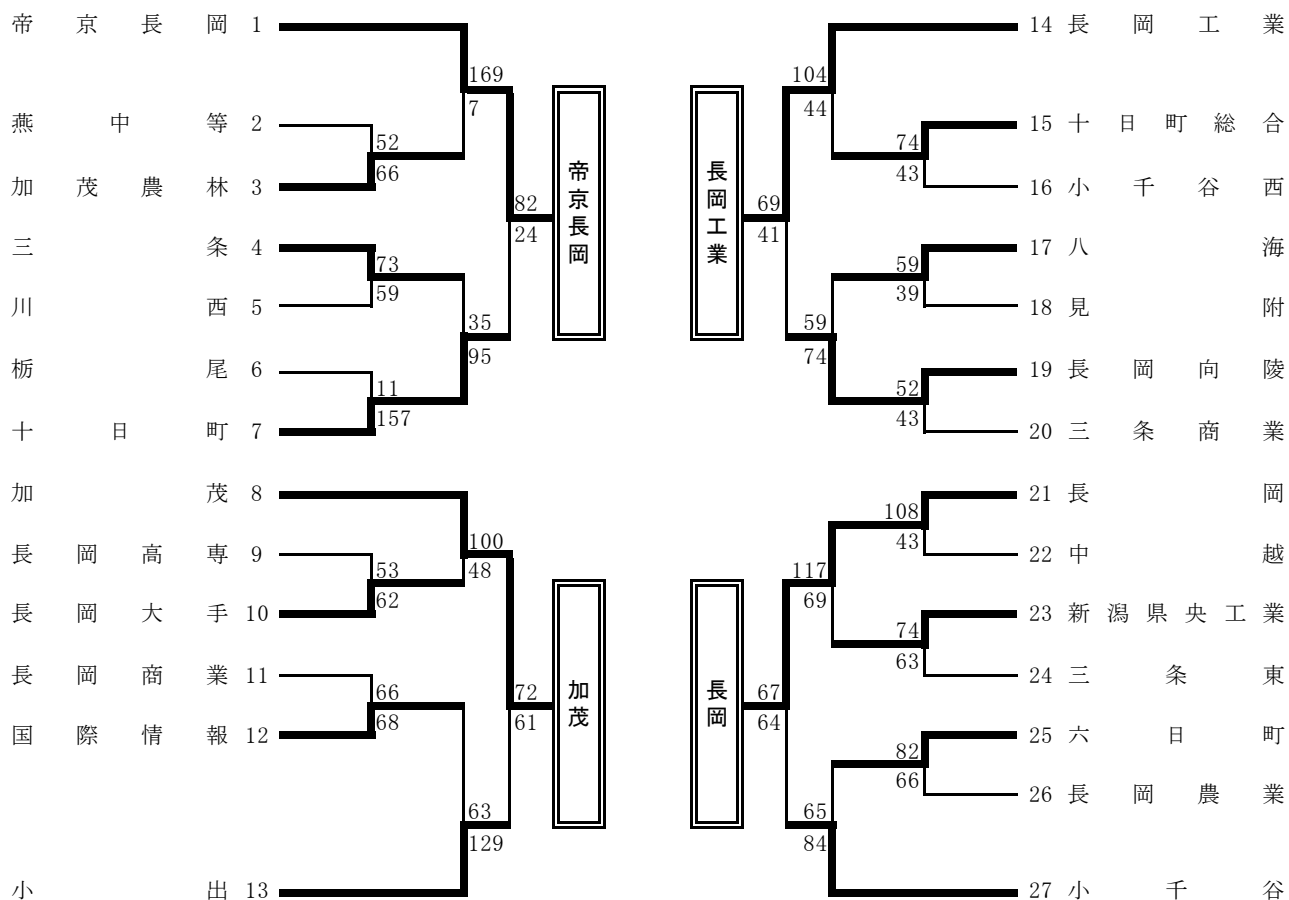 帝京長岡 1
169
7
燕中等 2
52
66
加茂農林 3
82
24
帝京長岡
三条 4
73
59
川西 5
35
95
栃尾 6
11
157
十日町 7
加茂 8
100
48
長岡高専 9
53
62
長岡大手 10
長岡商業 11
66
68
国際情報 12
72
61
加茂
63
129
小出 13
14 長岡工業
104
44
15 十日町総合
74
43
16 小千谷西
長岡工業
69
41
17 八海
59
39
18 見附
59
74
19 長岡向陵
52
43
20 三条商業
21 長岡
108
43
22 中越
117
69
23 新潟県央工業
74
63
24 三条東
長岡
67
64
25 六日町
82
66
26 長岡農業
65
84
27 小千谷